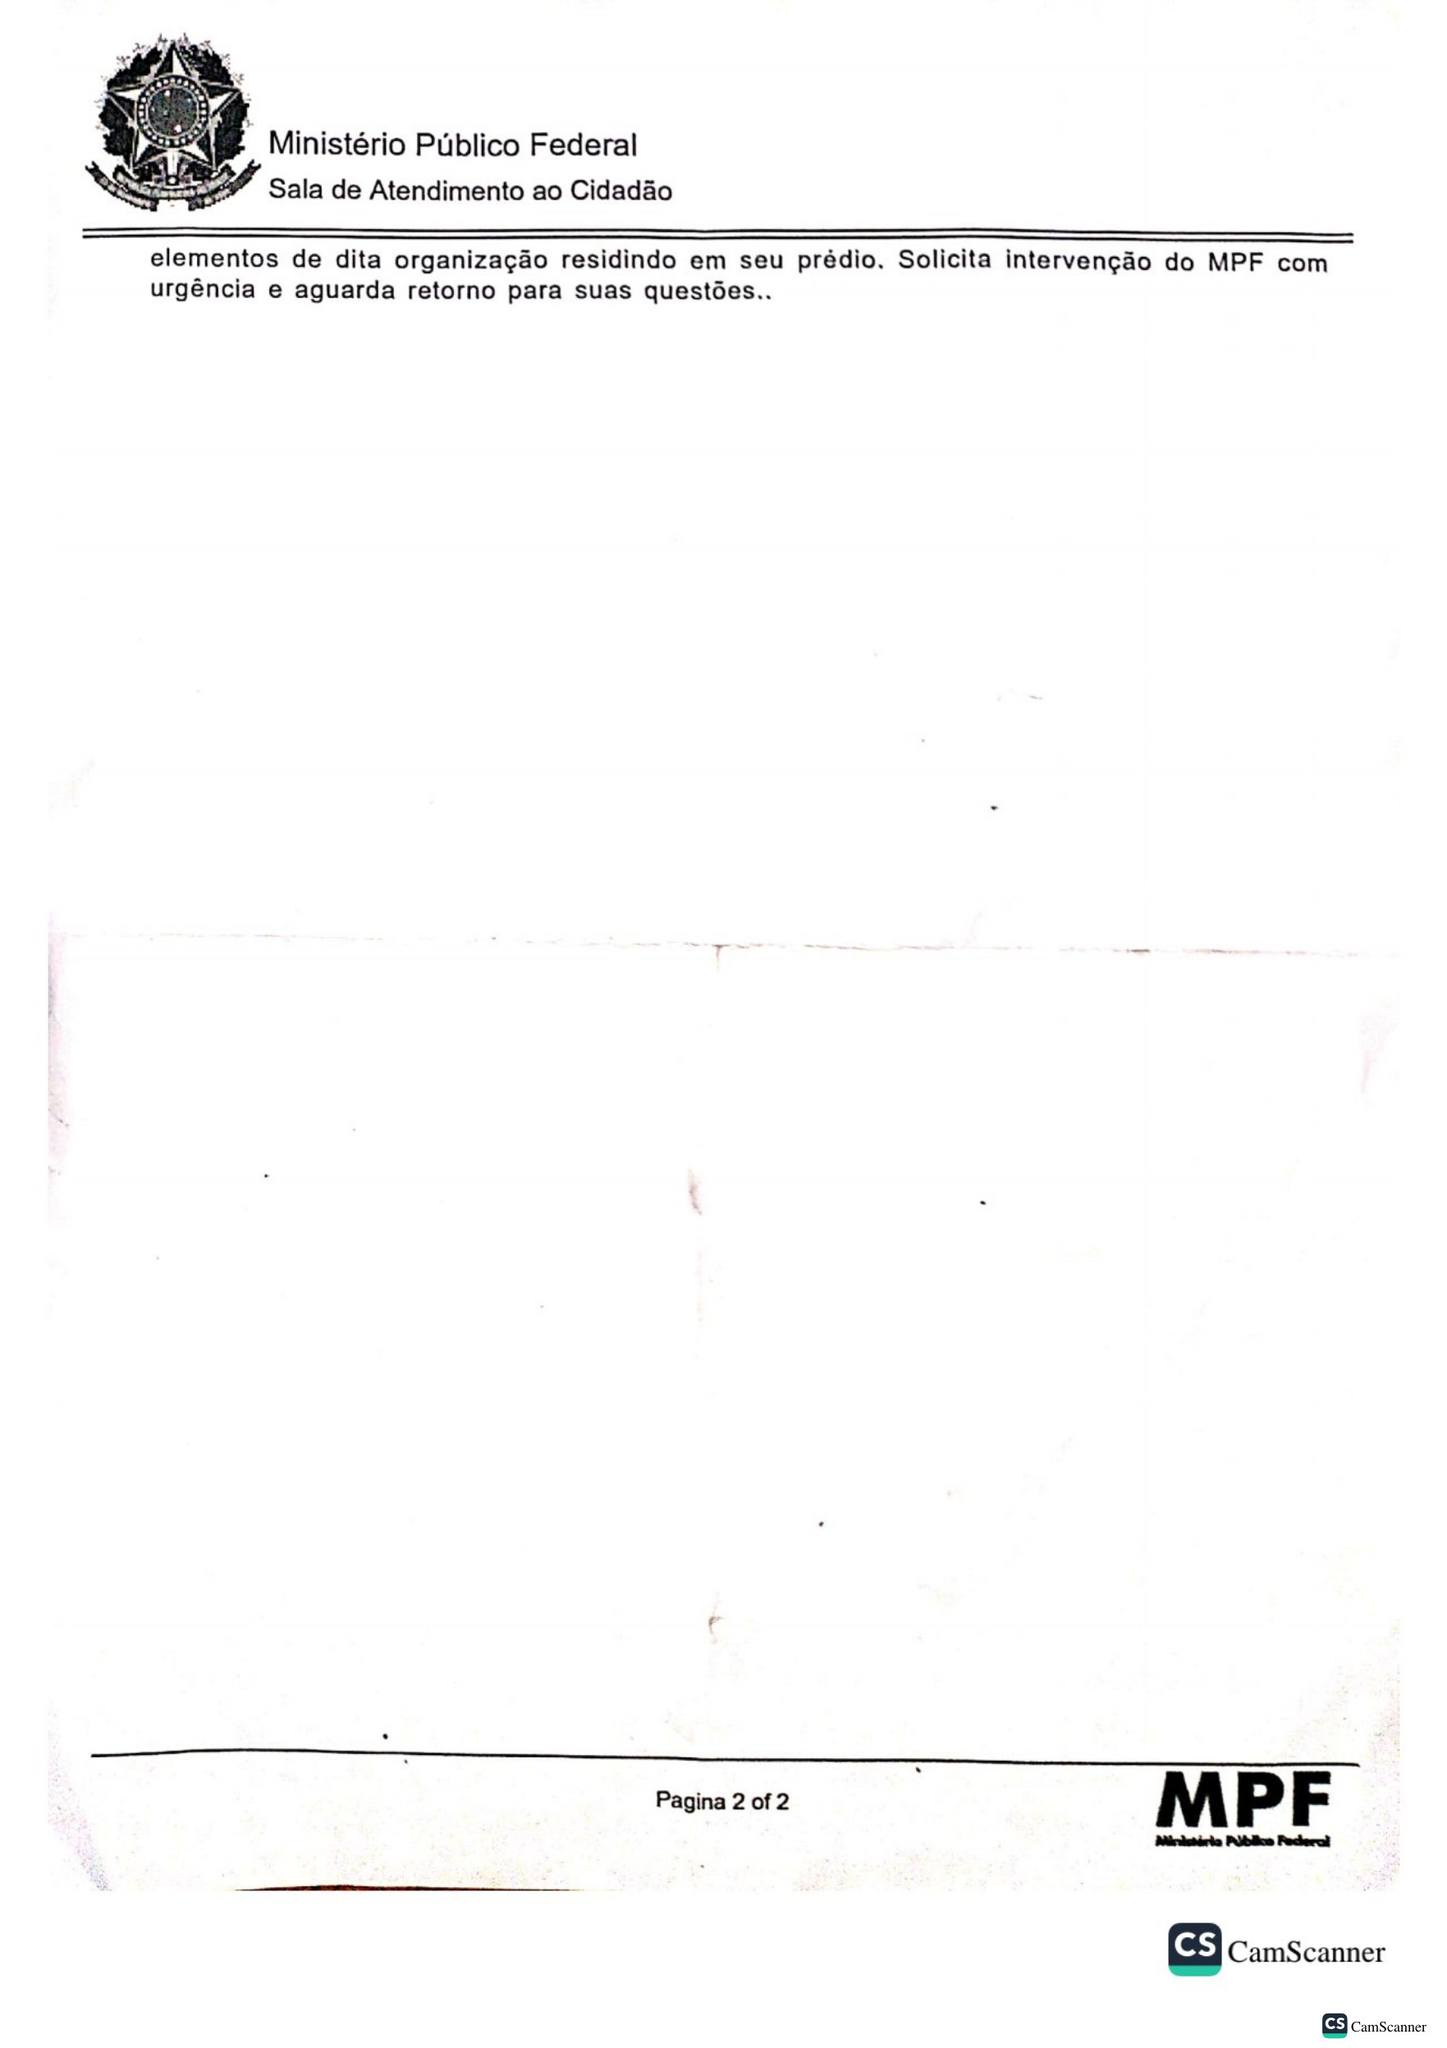 Ministério Público Federal
Sala de Atendimento ao Cidadão
elementos de dita organização residindo em seu prédio. Solicita intervenção do MPF com
urgência e aguarda retorno para suas questões..
Pagina 2 of 2
MPF
Ministério Público Federal
CS CamScanner
CS CamScanner